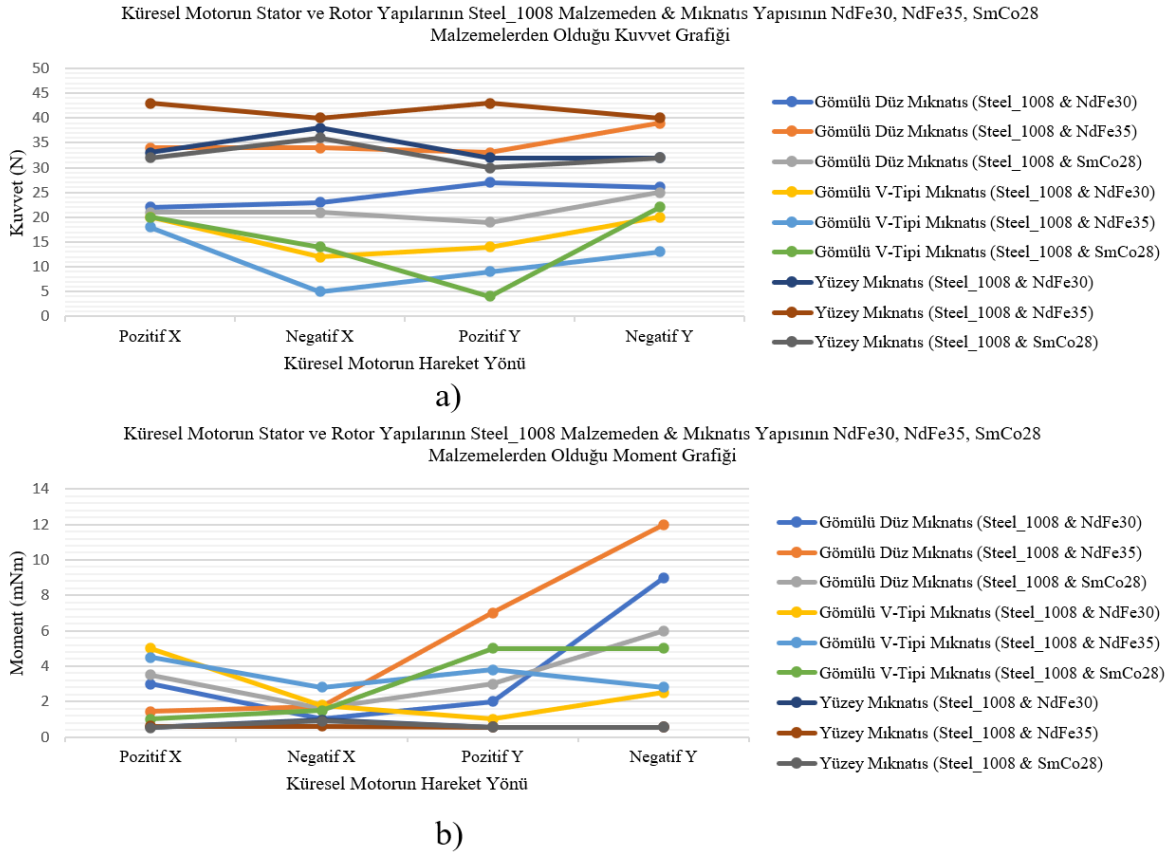 Küresel Motorun Stator ve Rotor Yapılarının Steel_1008 Malzemeden & Mıknatıs Yapısının NdFe30, NdFe35, SmCo28
Malzemelerden Olduğu Kuvvet Grafiği
50
45
40
35
30
25
20
15
10
5
0
Kuvvet (N)
Pozitif X
Negatif X
Pozitif Y
Negatif Y
Küresel Motorun Hareket Yönü
Gömülü Düz Mıknatıs (Steel_1008 & NdFe30)
Gömülü Düz Mıknatıs (Steel_1008 & NdFe35)
Gömülü Düz Mıknatıs (Steel_1008 & SmCo28)
Gömülü V-Tipi Mıknatıs (Steel_1008 & NdFe30)
Gömülü V-Tipi Mıknatıs (Steel_1008 & NdFe35)
Gömülü V-Tipi Mıknatıs (Steel_1008 & SmCo28)
Yüzey Mıknatıs (Steel_1008 & NdFe30)
Yüzey Mıknatıs (Steel_1008 & NdFe35)
Yüzey Mıknatıs (Steel_1008 & SmCo28)
a)
Küresel Motorun Stator ve Rotor Yapılarının Steel_1008 Malzemeden & Mıknatıs Yapısının NdFe30, NdFe35, SmCo28
Malzemelerden Olduğu Moment Grafiği
14
12
10
8
6
4
2
0
Moment (mNm)
Pozitif X
Negatif X
Pozitif Y
Negatif Y
Küresel Motorun Hareket Yönü
Gömülü Düz Mıknatıs (Steel_1008 & NdFe30)
Gömülü Düz Mıknatıs (Steel_1008 & NdFe35)
Gömülü Düz Mıknatıs (Steel_1008 & SmCo28)
Gömülü V-Tipi Mıknatıs (Steel_1008 & NdFe30)
Gömülü V-Tipi Mıknatıs (Steel_1008 & NdFe35)
Gömülü V-Tipi Mıknatıs (Steel_1008 & SmCo28)
Yüzey Mıknatıs (Steel_1008 & NdFe30)
Yüzey Mıknatıs (Steel_1008 & NdFe35)
Yüzey Mıknatıs (Steel_1008 & SmCo28)
b)